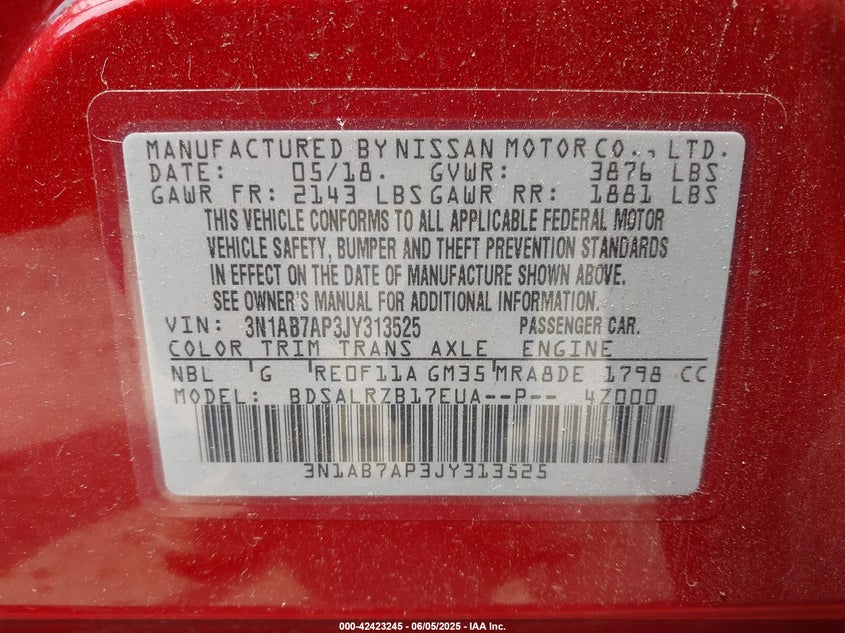 MANUFACTURED BY NISSAN MOTOR CO., LTD.
DATE: 05/18. GVWR: 3876 LBS
GAWR FR: 2143 LBS GAWR RR: 1881 LBS
THIS VEHICLE CONFORMS TO ALL APPLICABLE FEDERAL MOTOR
VEHICLE SAFETY, BUMPER AND THEFT PREVENTION STANDARDS
IN EFFECT ON THE DATE OF MANUFACTURE SHOWN ABOVE.
SEE OWNER'S MANUAL FOR ADDITIONAL INFORMATION.
VIN: 3N1AB7AP3JY313525 PASSENGER CAR.
COLOR TRIM TRANS AXLE ENGINE
NBL G RE0F11A GM35 MRA8DE 1798 CC
MODEL: BDSALRZB17EUA--P-- 4Z000
3N1AB7AP3JY313525
000-42423245 | 06/05/2025 - IAA Inc.